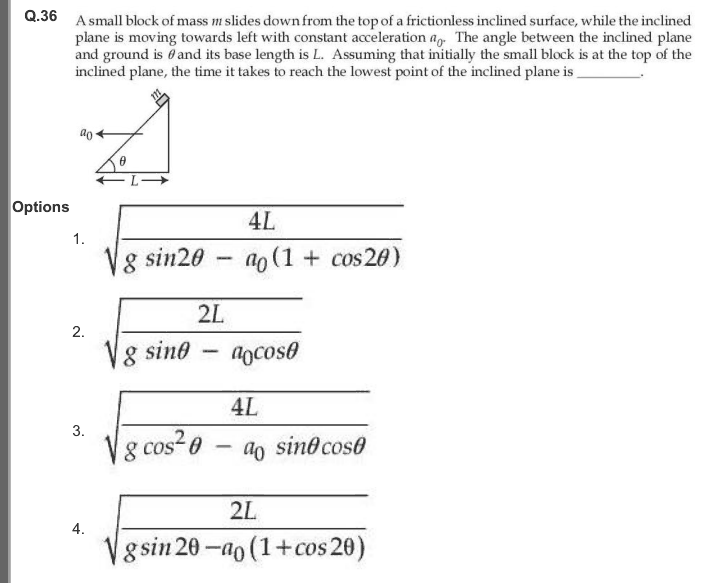 Q.36 A small block of mass m slides down from the top of a frictionless inclined surface, while the inclined
plane is moving towards left with constant acceleration a₀. The angle between the inclined plane
and ground is θ and its base length is L. Assuming that initially the small block is at the top of the
inclined plane, the time it takes to reach the lowest point of the inclined plane is ________.
m
a₀
θ
L
Options
1. √(4L / (g sin2θ − a₀(1 + cos2θ)))
2. √(2L / (g sinθ − a₀cosθ))
3. √(4L / (g cos²θ − a₀ sinθcosθ))
4. √(2L / (g sin 2θ −a₀(1+cos 2θ)))